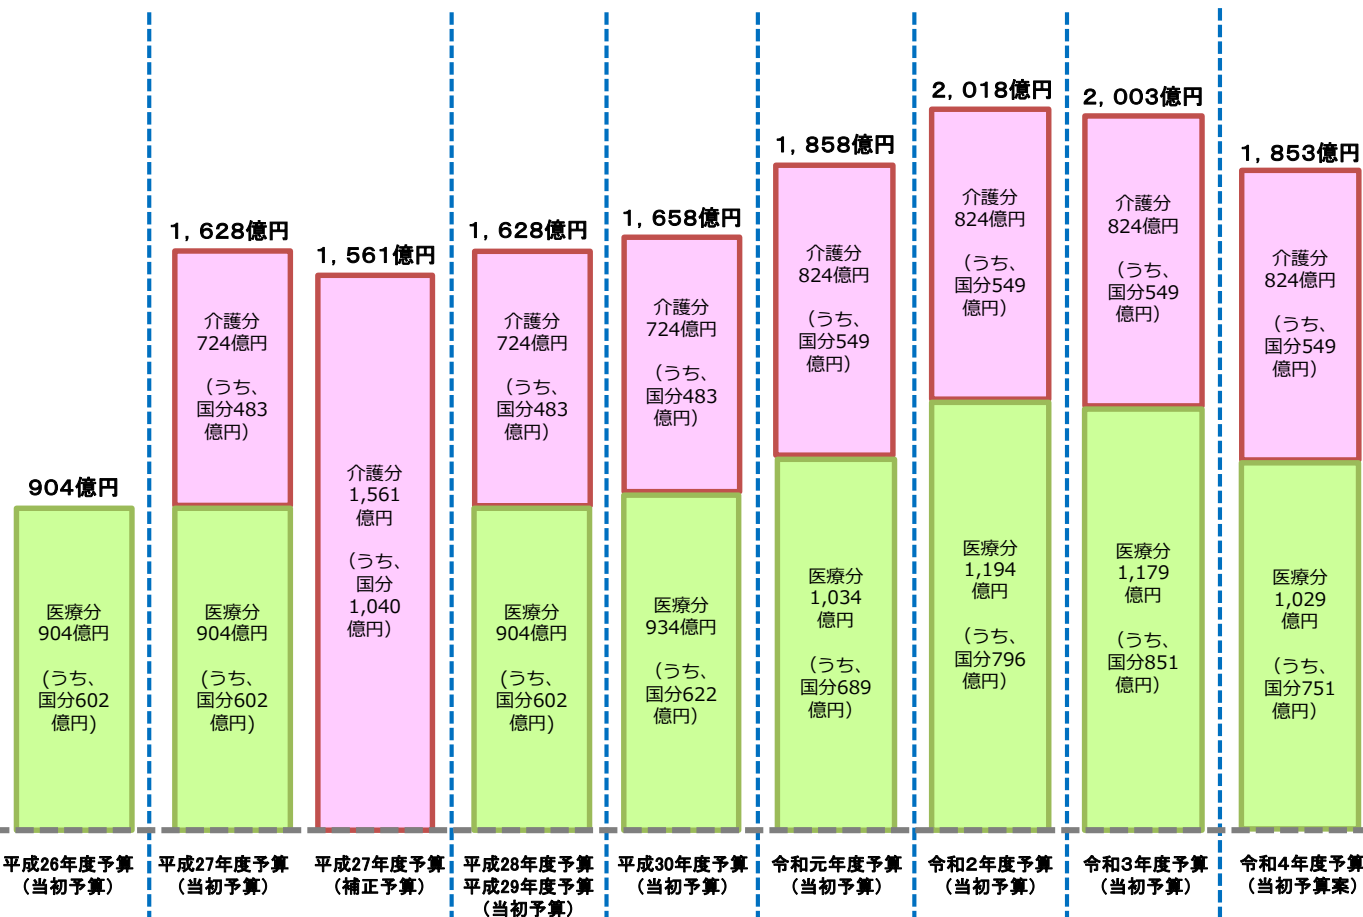 904億円
医療分
904億円
(うち、
国分602
億円)
平成26年度予算
(当初予算)
1,628億円
介護分
724億円
(うち、
国分483
億円)
医療分
904億円
(うち、
国分602
億円)
平成27年度予算
(当初予算)
1,561億円
介護分
1,561
億円
(うち、
国分
1,040
億円)
平成27年度予算
(補正予算)
1,628億円
介護分
724億円
(うち、
国分483
億円)
医療分
904億円
(うち、
国分602
億円)
平成28年度予算
平成29年度予算
(当初予算)
1,658億円
介護分
724億円
(うち、
国分483
億円)
医療分
934億円
(うち、
国分622
億円)
平成30年度予算
(当初予算)
1,858億円
介護分
824億円
(うち、
国分549
億円)
医療分
1,034
億円
(うち、
国分689
億円)
令和元年度予算
(当初予算)
2,018億円
介護分
824億円
(うち、
国分549
億円)
医療分
1,194
億円
(うち、
国分796
億円)
令和2年度予算
(当初予算)
2,003億円
介護分
824億円
(うち、
国分549
億円)
医療分
1,179
億円
(うち、
国分851
億円)
令和3年度予算
(当初予算)
1,853億円
介護分
824億円
(うち、
国分549
億円)
医療分
1,029
億円
(うち、
国分751
億円)
令和4年度予算
(当初予算案)